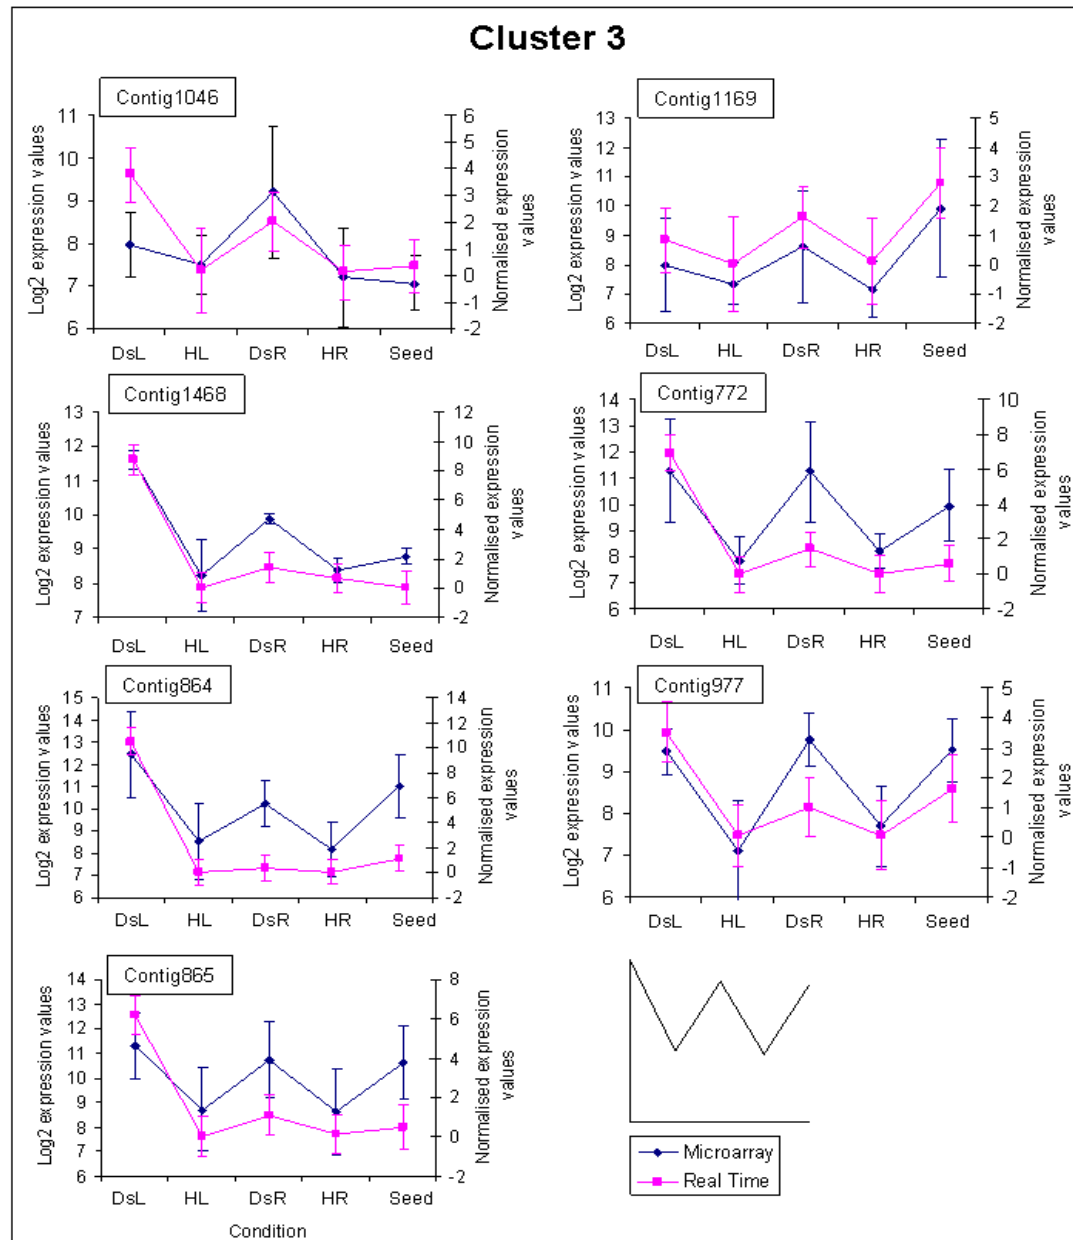 Cluster 3
Contig1046
Log2 expression values
11
10
9
8
7
6
6
5
4
3
2
1
0
-1
-2
Normalised expression
values
DsL HL DsR HR Seed
Contig1169
Log2 expression values
13
12
11
10
9
8
7
6
5
4
3
2
1
0
-1
-2
Normalised expression
values
DsL HL DsR HR Seed
Contig1468
Log2 expression values
13
12
11
10
9
8
7
12
10
8
6
4
2
0
-2
Normalised expression
values
DsL HL DsR HR Seed
Contig772
Log2 expression values
14
13
12
11
10
9
8
7
6
10
8
6
4
2
0
-2
Normalised expression
values
DsL HL DsR HR Seed
Contig864
Log2 expression values
15
14
13
12
11
10
9
8
7
6
14
12
10
8
6
4
2
0
-2
Normalised expression
values
DsL HL DsR HR Seed
Contig977
Log2 expression values
11
10
9
8
7
6
5
4
3
2
1
0
-1
-2
Normalised expression
values
DsL HL DsR HR Seed
Contig865
Log2 expression values
14
13
12
11
10
9
8
7
6
8
6
4
2
0
-2
Normalised expression
values
DsL HL DsR HR Seed
Condition
Microarray
Real Time